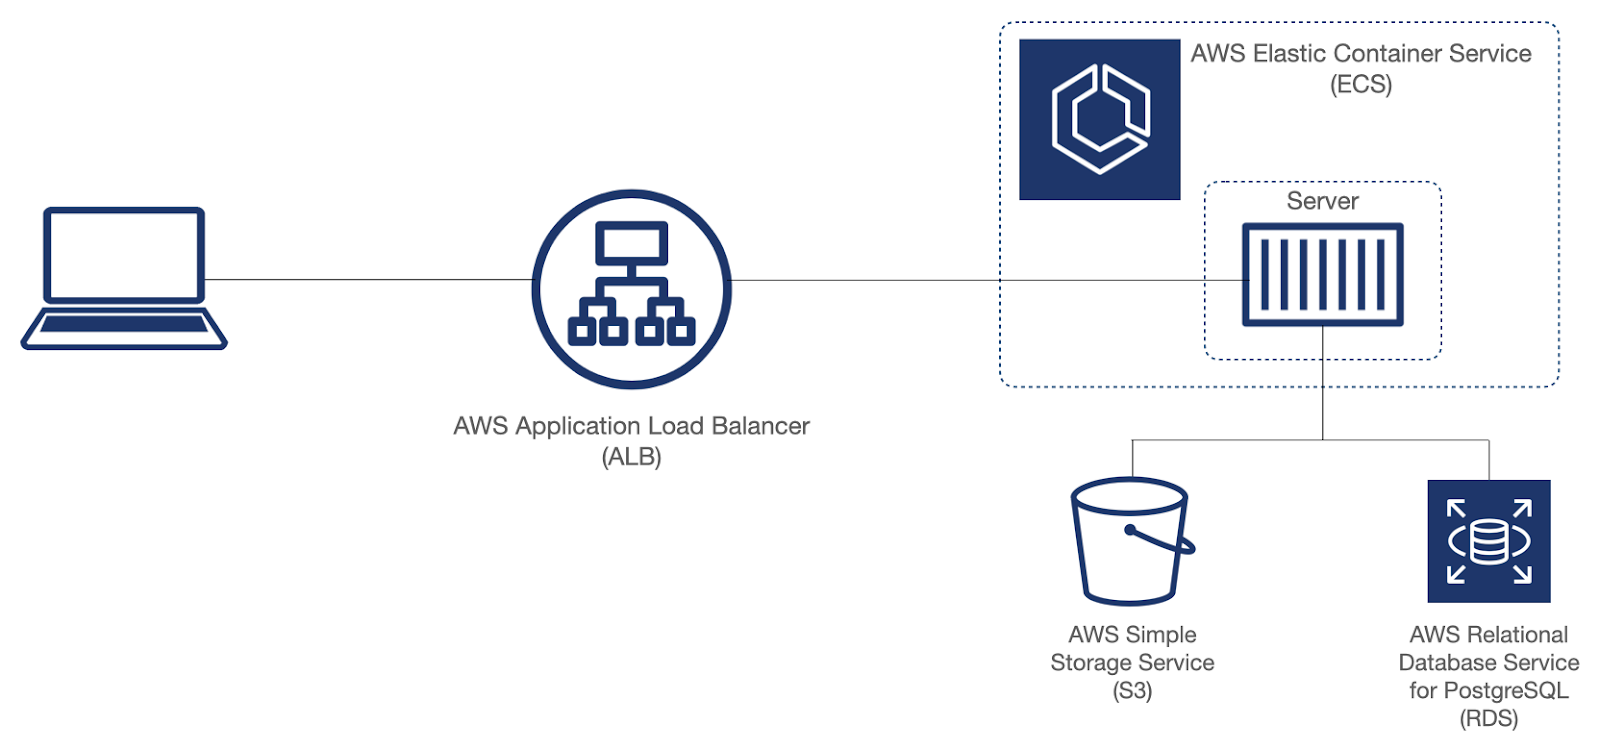 AWS Elastic Container Service
(ECS)
Server
AWS Application Load Balancer
(ALB)
AWS Simple
Storage Service
(S3)
AWS Relational
Database Service
for PostgreSQL
(RDS)